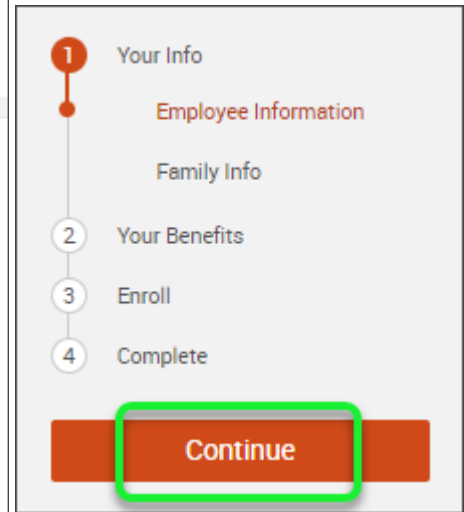 1 Your Info
Employee Information
Family Info
2 Your Benefits
3 Enroll
4 Complete
Continue